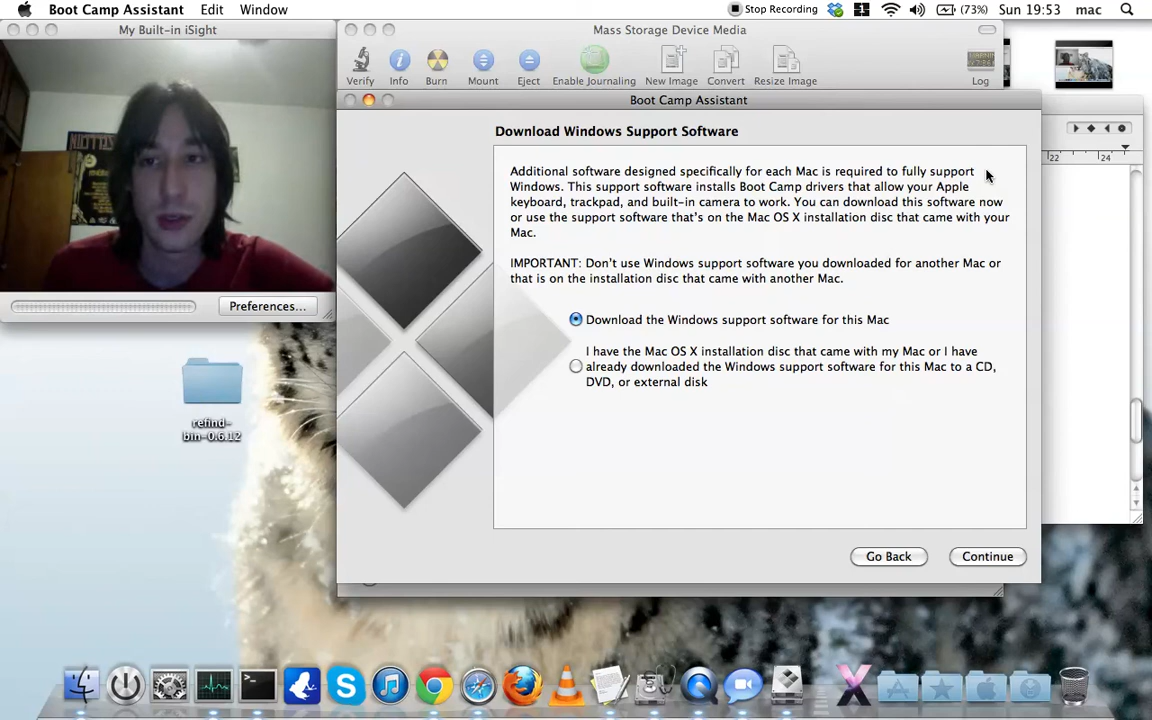 Boot Camp Assistant Edit Window
Stop Recording
(73%)
Sun 19:53 mac
My Built-in iSight
Preferences...
Mass Storage Device Media
Verify Info Burn Mount Eject Enable Journaling New Image Convert Resize Image Log
Boot Camp Assistant
Download Windows Support Software
Additional software designed specifically for each Mac is required to fully support
Windows. This support software installs Boot Camp drivers that allow your Apple
keyboard, trackpad, and built-in camera to work. You can download this software now
or use the support software that's on the Mac OS X installation disc that came with your
Mac.
IMPORTANT: Don't use Windows support software you downloaded for another Mac or
that is on the installation disc that came with another Mac.
Download the Windows support software for this Mac
I have the Mac OS X installation disc that came with my Mac or I have
already downloaded the Windows support software for this Mac to a CD,
DVD, or external disk
Go Back Continue
22 24
refind-
bin-0.6.12